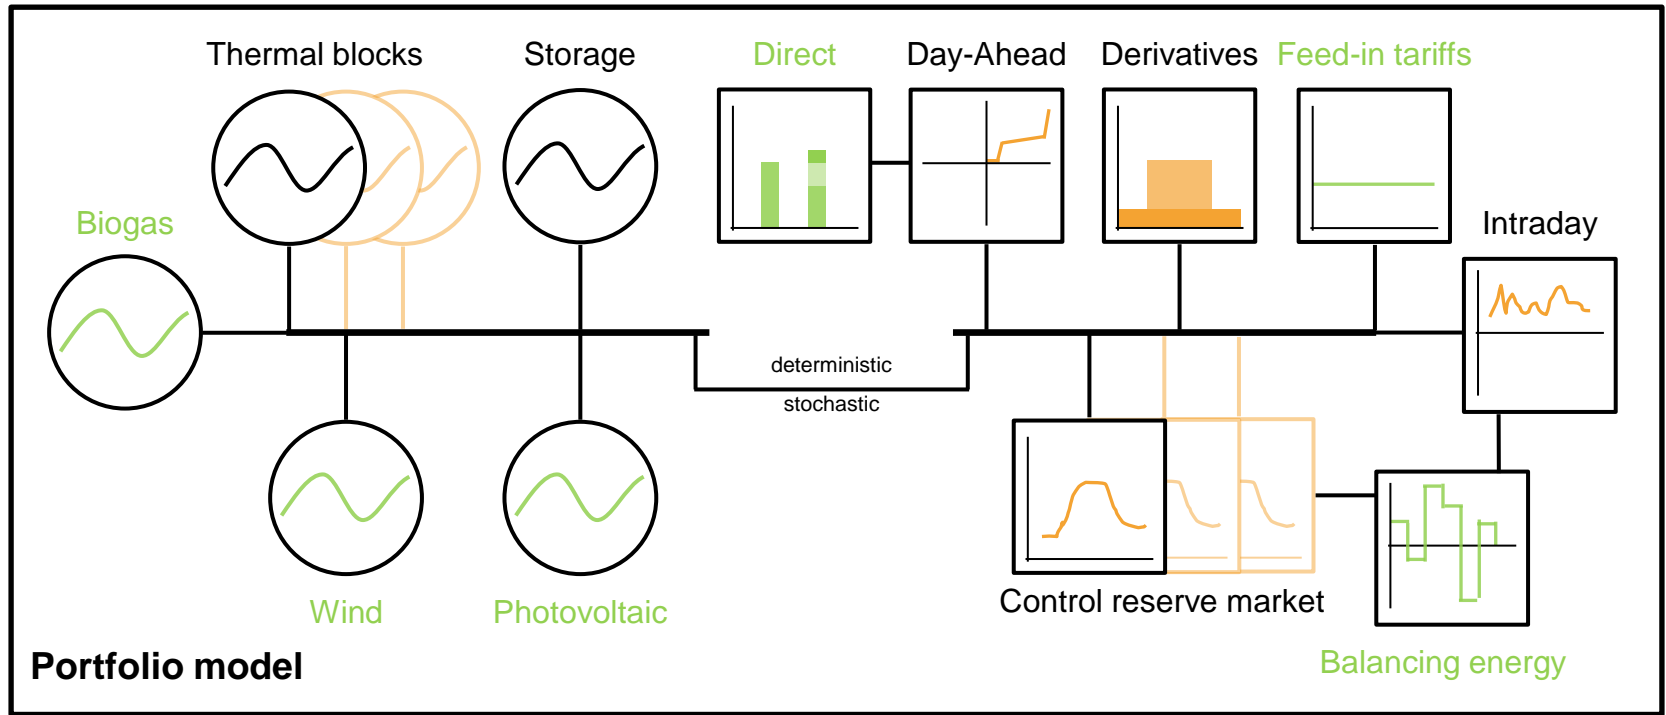 Thermal blocks
Storage
Direct
Day-Ahead
Derivatives
Feed-in tariffs
Biogas
Intraday
deterministic
stochastic
Wind
Photovoltaic
Control reserve market
Balancing energy
Portfolio model